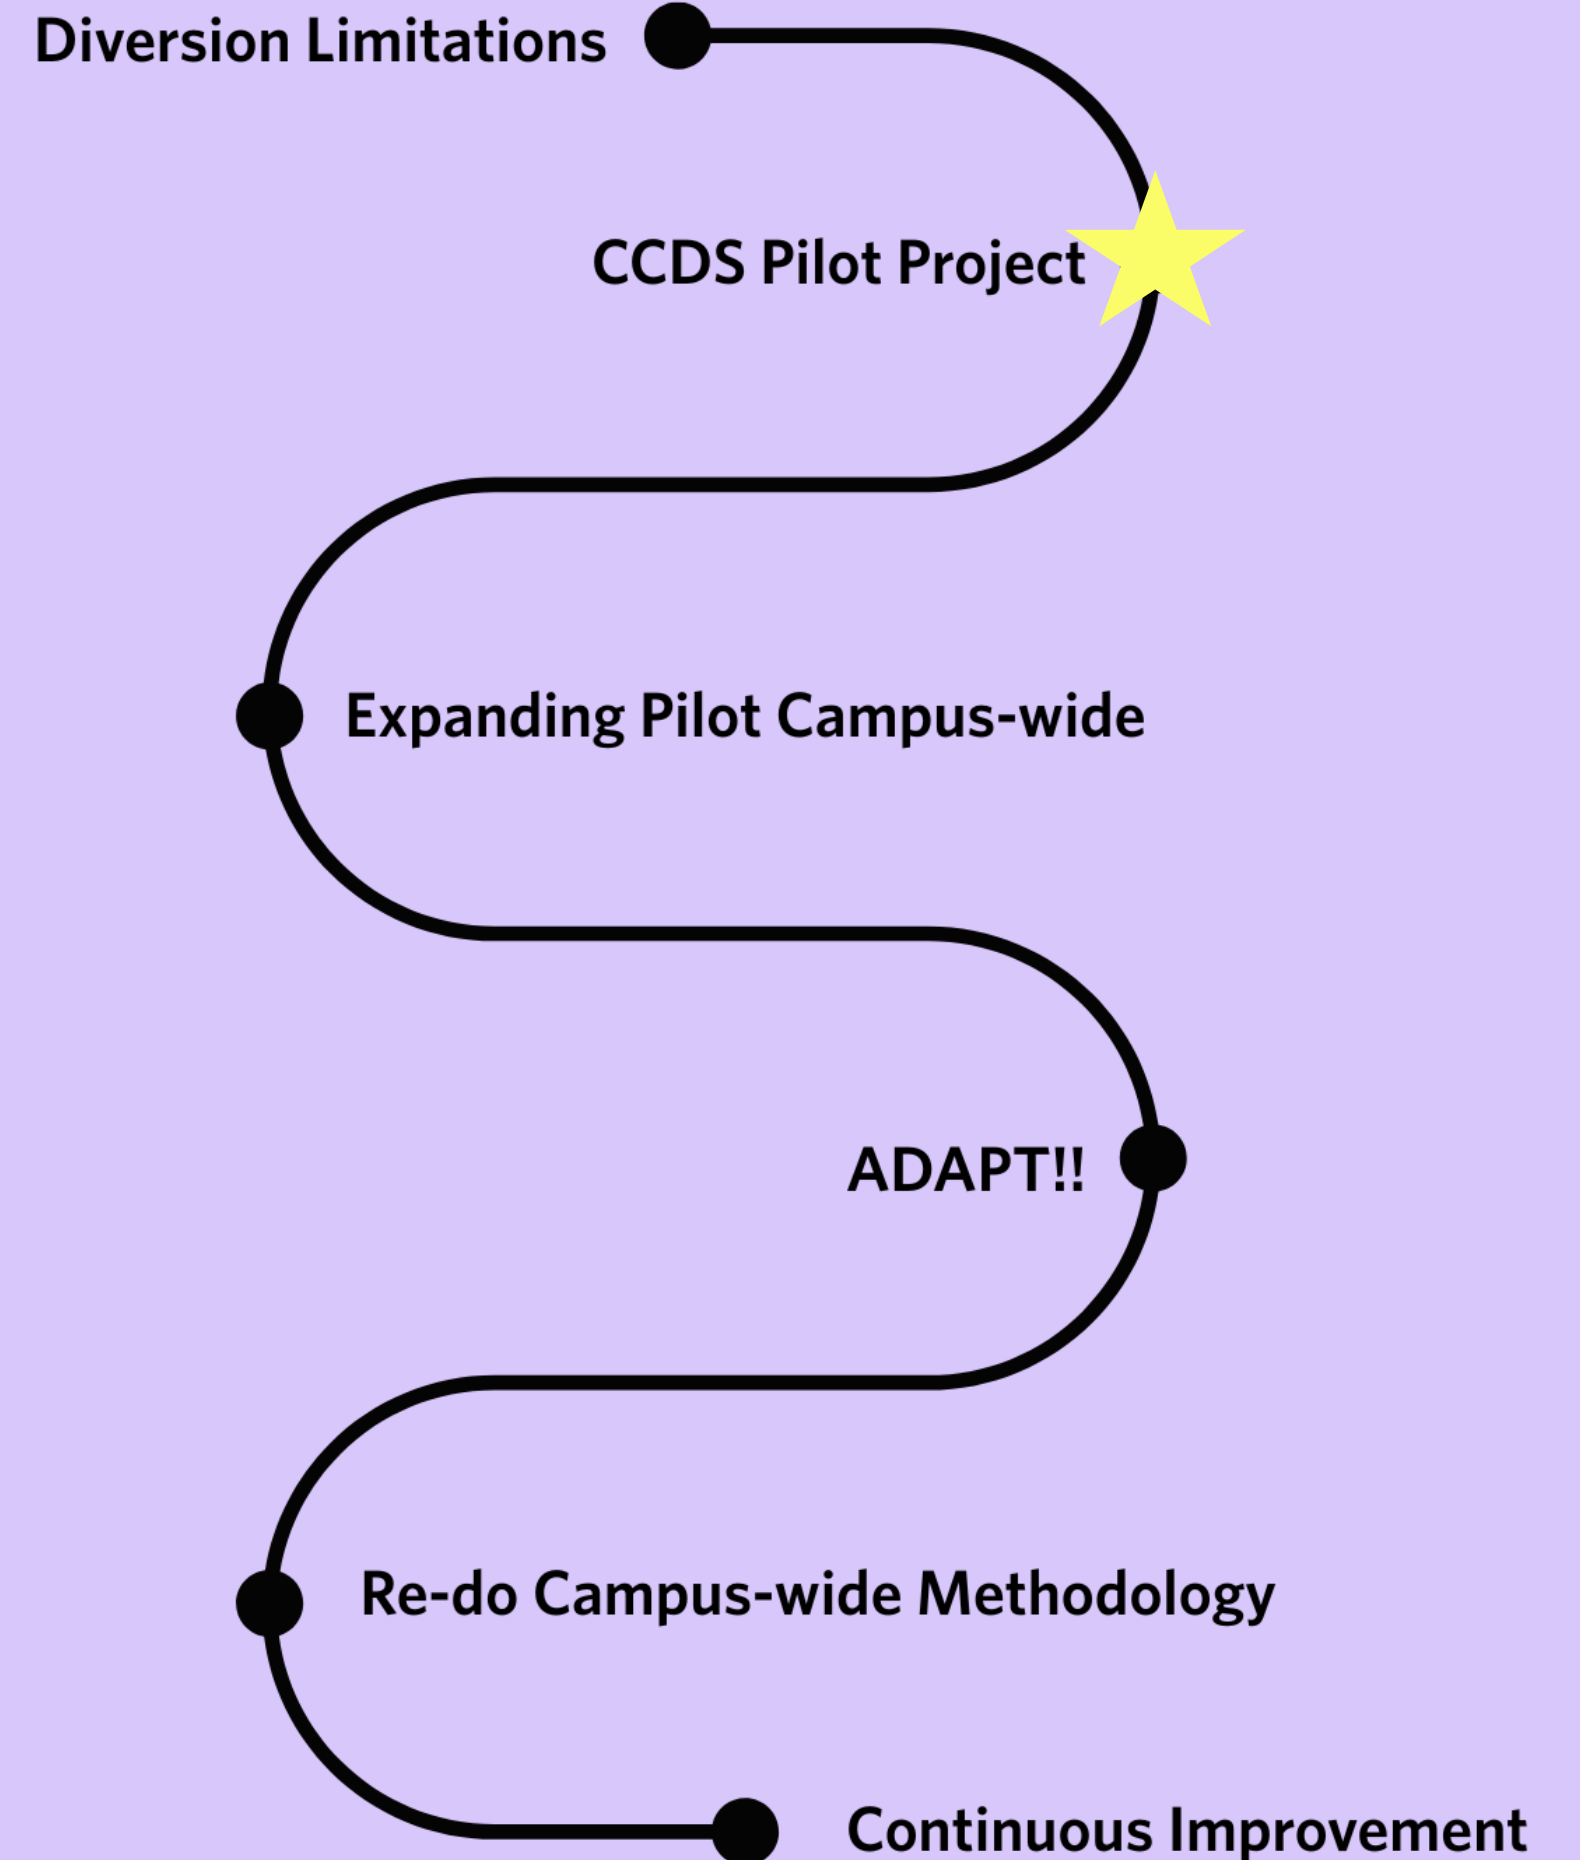 Diversion Limitations
CCDS Pilot Project
Expanding Pilot Campus-wide
ADAPT!!
Re-do Campus-wide Methodology
Continuous Improvement